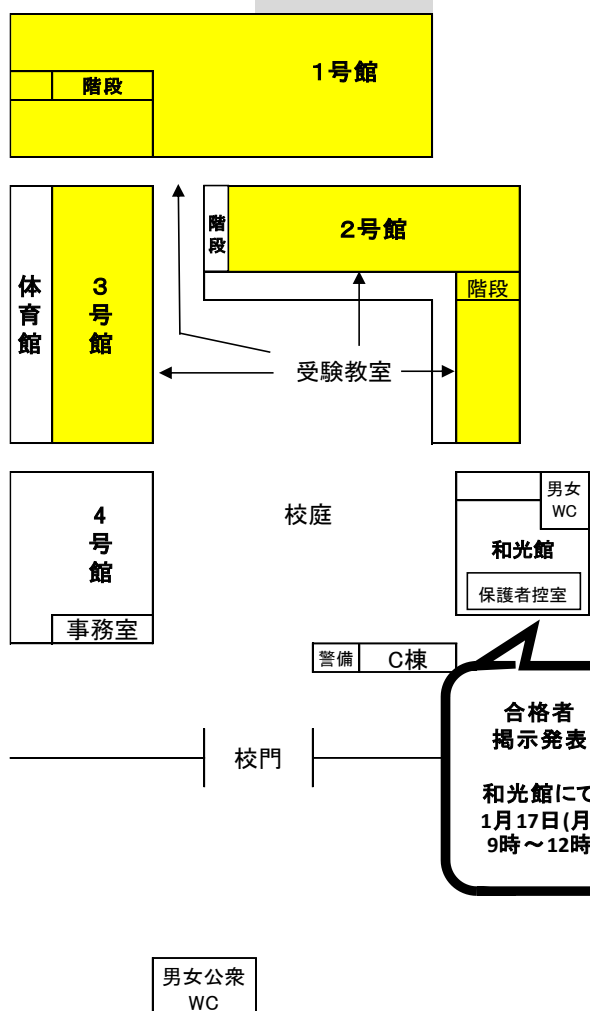 1号館
階段
階段
2号館
体育館
3号館
階段
受験教室
4号館
校庭
男女
WC
和光館
保護者控室
事務室
警備
C棟
合格者
掲示発表
校門
和光館にて
1月17日(月
9時～12時
男女公衆
WC